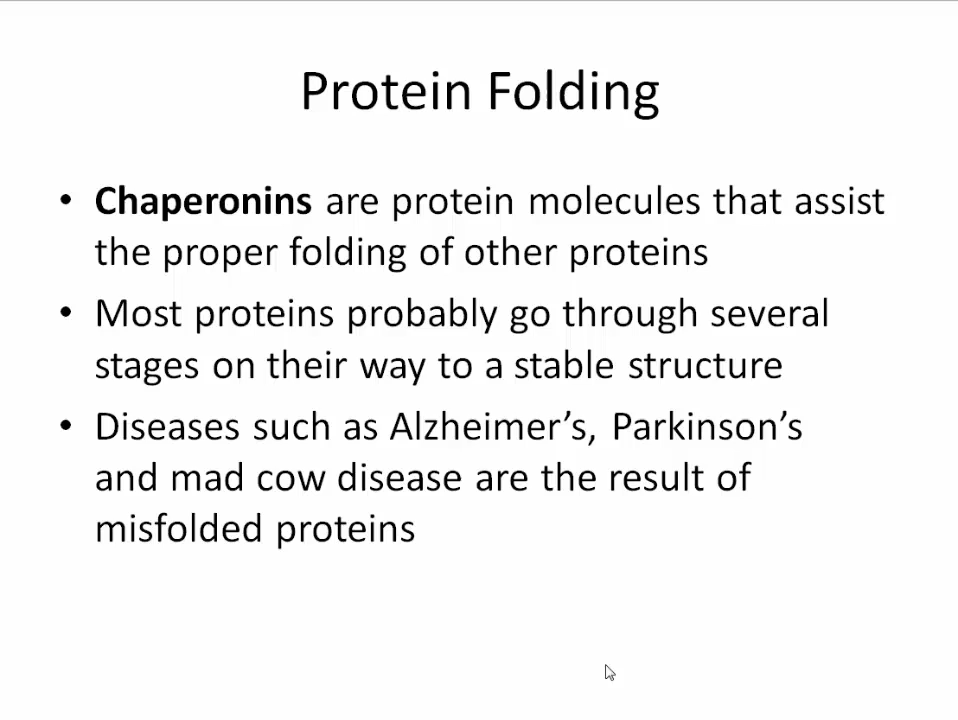 Protein Folding
• Chaperonins are protein molecules that assist
the proper folding of other proteins
• Most proteins probably go through several
stages on their way to a stable structure
• Diseases such as Alzheimer’s, Parkinson’s
and mad cow disease are the result of
misfolded proteins